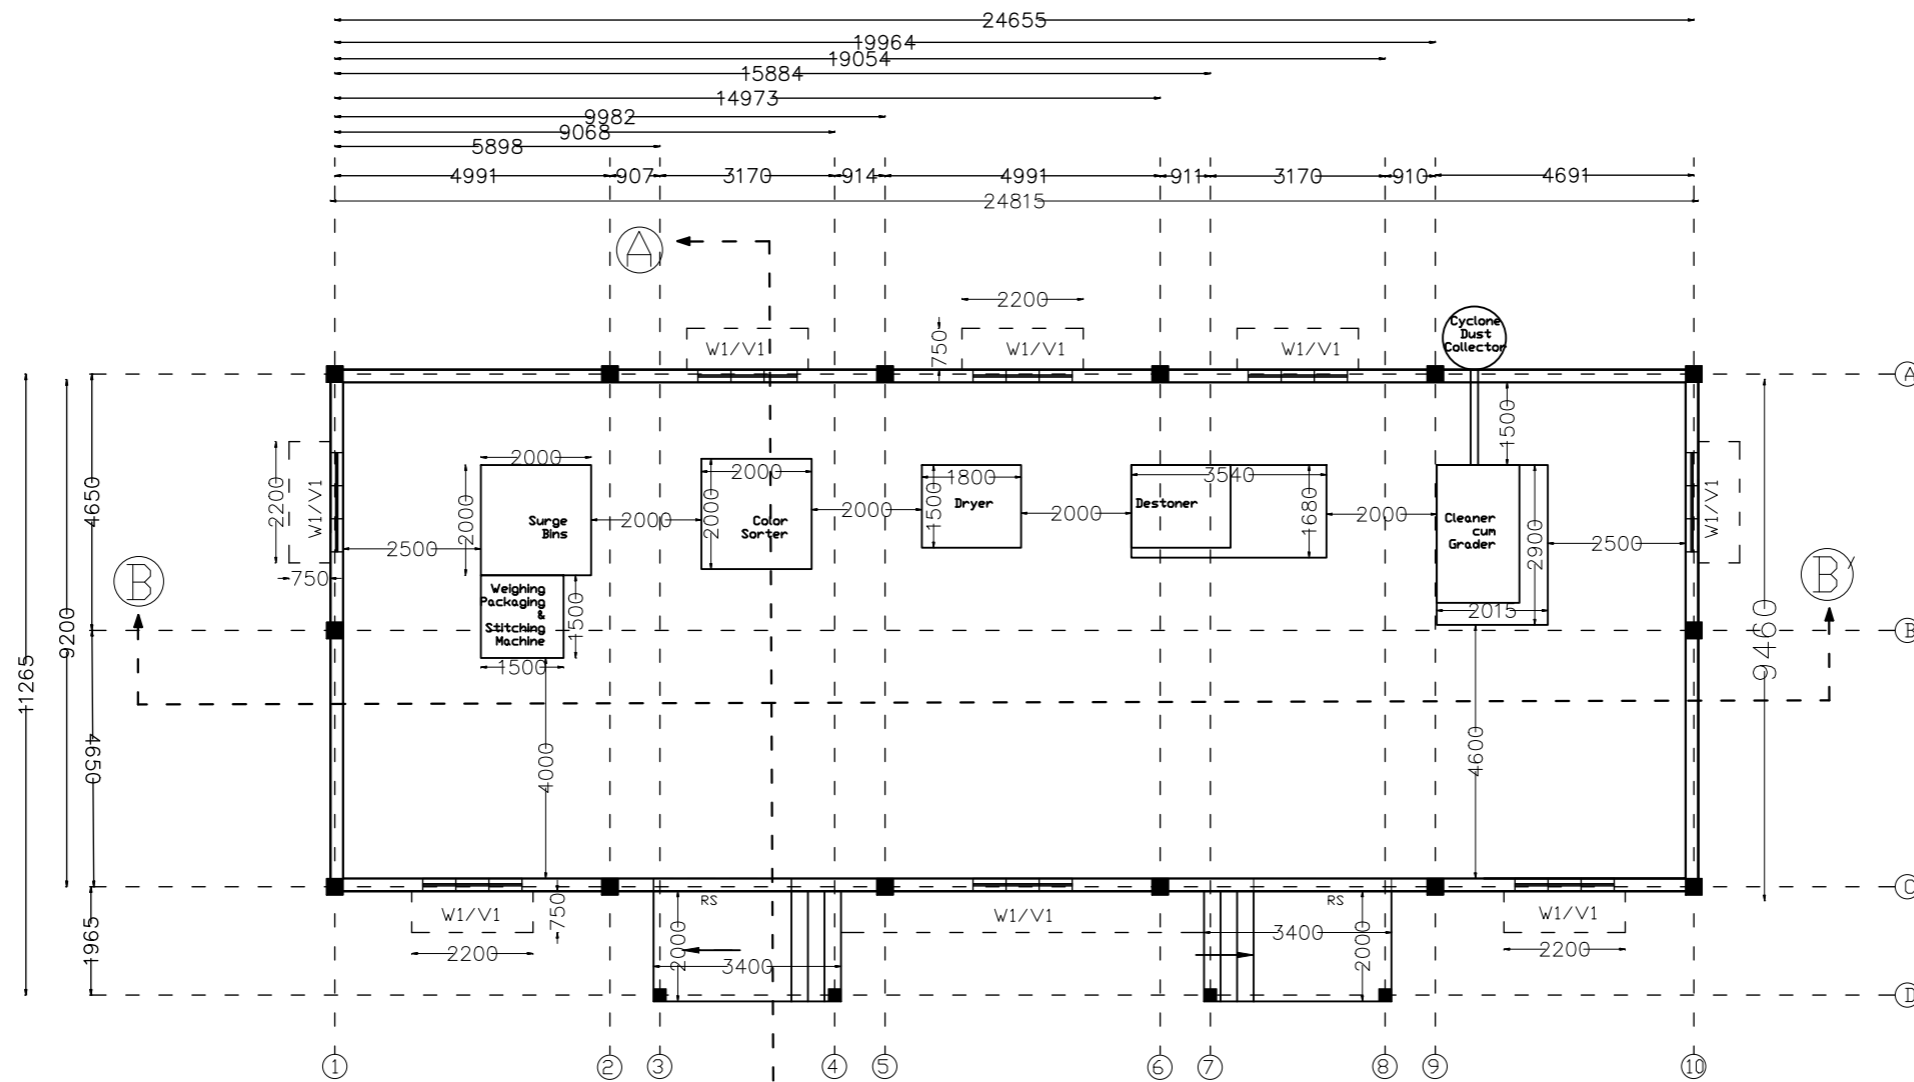 24655
19964
19054
15884
14973
9982
9068
5898
4991 907 3170 914 4991 911 3170 910 4691
24815
A
2200
Cyclone
Dust
Collector
W1/V1 750 W1/V1 W1/V1
A
1500
2200 W1/V1
4650
2000
2000
2000
Surge
Bins
2000
2000
Color
Sorter
2000
1800
1500
Dryer
2000
3540
Destoner
1680
2000
Cleaner
cum
Grader
2900
2015
2500
W1/V1
2500
750
B
B′
Weighing
Packaging
&
Stitching
Machine
1500
1500
B
9460
11265
9200
4650
4000
4600
C
W1/V1 750 RS W1/V1 RS W1/V1
2200
2000
3400
3400
2000
2200
1965
D
1 2 3 4 5 6 7 8 9 10